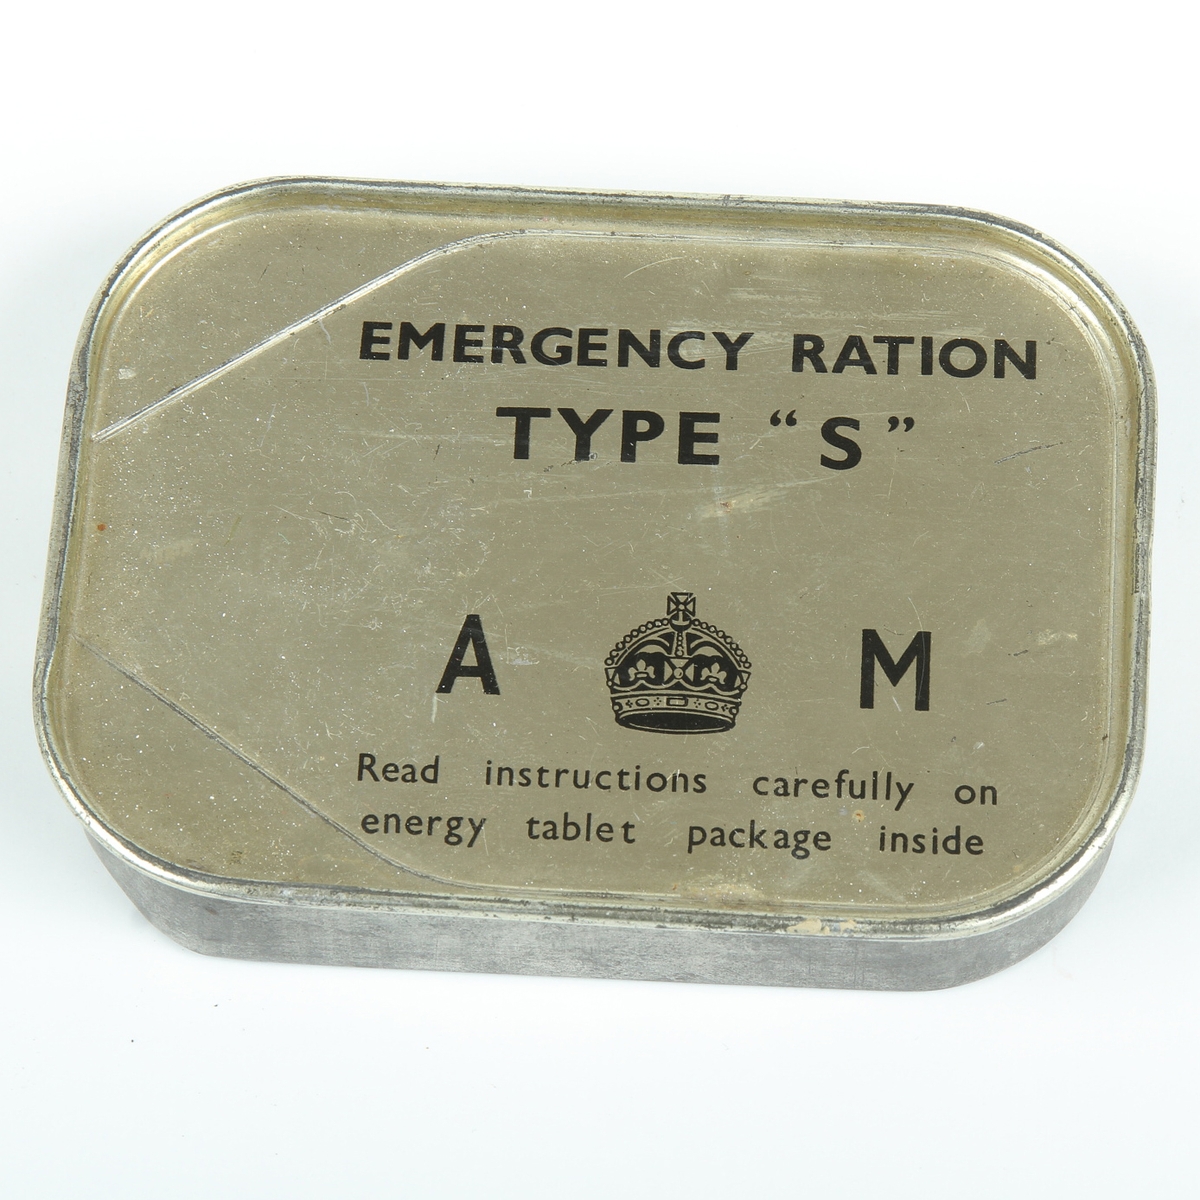 EMERGENCY RATION
TYPE “S”
A M
Read instructions carefully on
energy tablet package inside